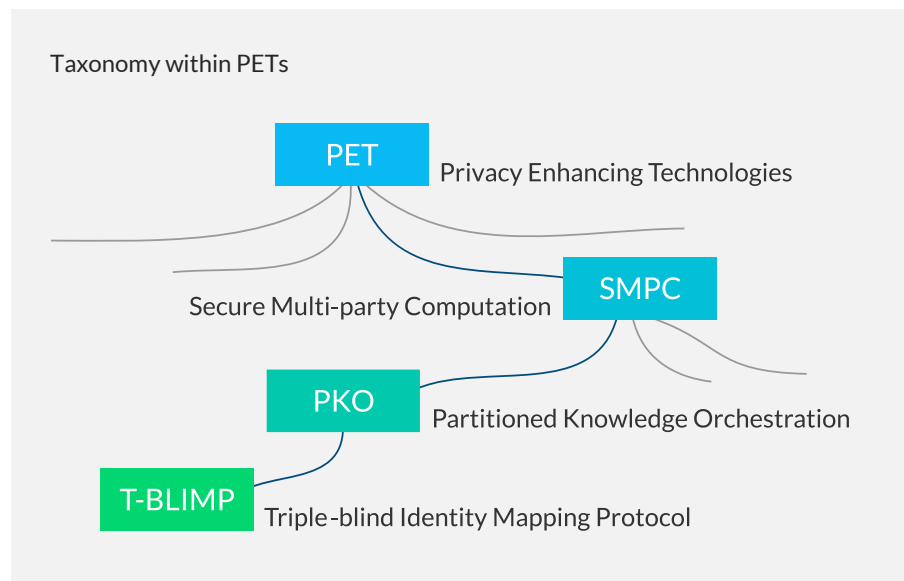 Taxonomy within PETs
PET
Privacy Enhancing Technologies
SMPC
Secure Multi-party Computation
PKO
Partitioned Knowledge Orchestration
T-BLIMP
Triple-blind Identity Mapping Protocol